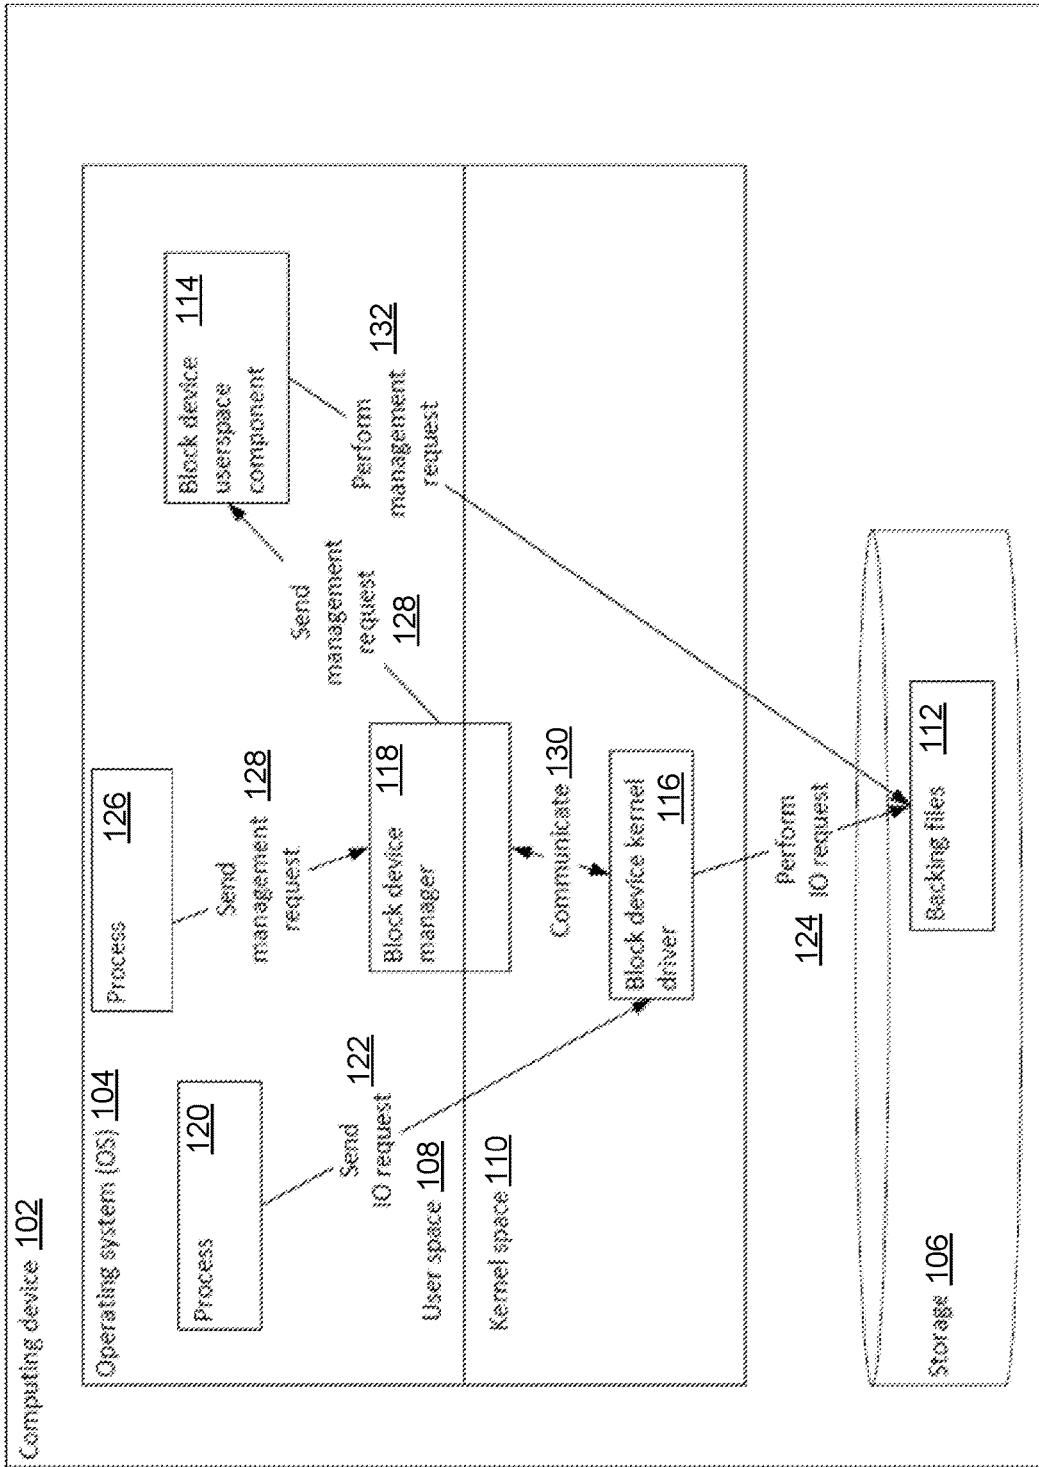 Computing device 102
Operating system (OS) 104
Process 126
Process 120
Send
management 128
request
Block device 114
userspace
component
Send
management
request
128
Send 122
IO request
Block device 118
manager
Perform 132
management
request
User space 108
Kernel space 110
Communicate 130
Block device kernel
driver 116
Perform
IO request
124
Backing files 112
Storage 106